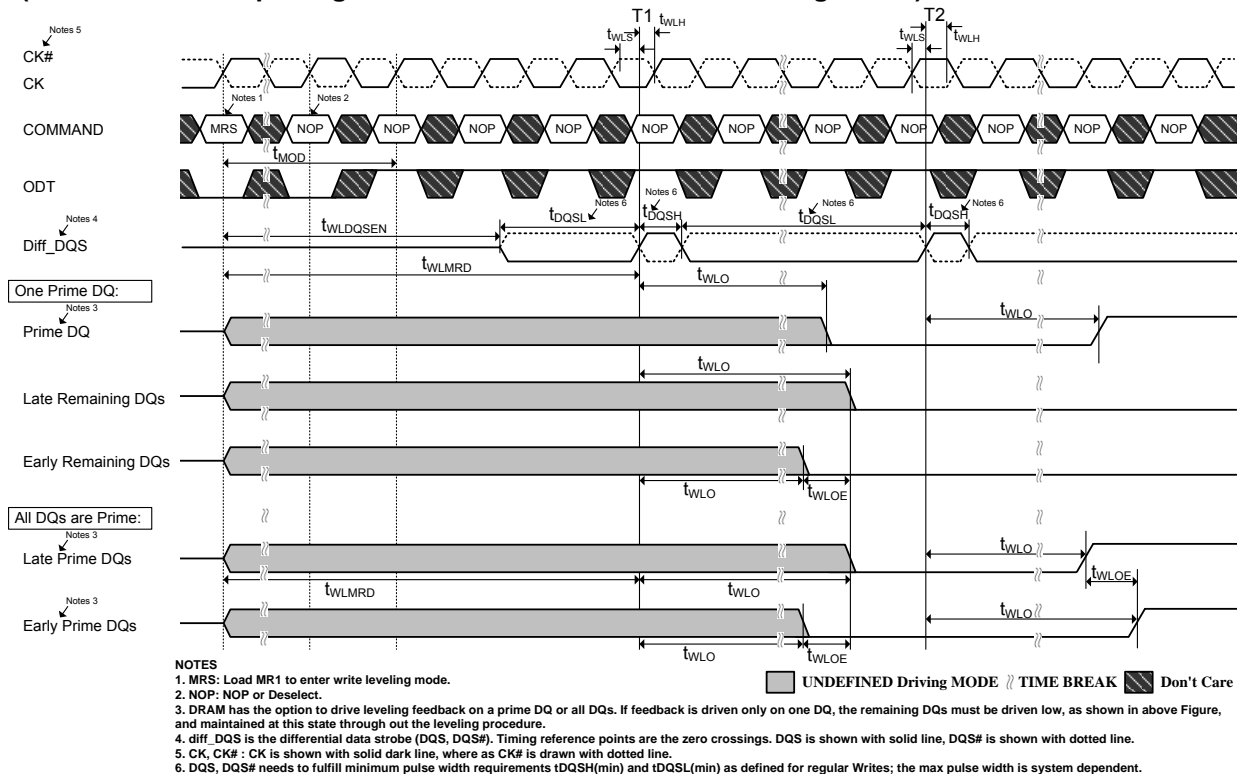 T1
T2
Notes 5
tWLS
tWLH
tWLS
tWLH
CK#
CK
Notes 1
Notes 2
COMMAND
MRS NOP NOP NOP NOP NOP NOP NOP NOP NOP NOP NOP
tMOD
ODT
Notes 6
Notes 6
Notes 6
Notes 6
Notes 4
tWLDQSEN
tDQSL
tDQSH
tDQSL
tDQSH
Diff_DQS
tWLMRD
tWLO
One Prime DQ:
Notes 3
Prime DQ
tWLO
tWLO
Late Remaining DQs
Early Remaining DQs
tWLO
tWLOE
All DQs are Prime:
Notes 3
Late Prime DQs
tWLO
tWLMRD
tWLO
tWLOE
Notes 3
Early Prime DQs
tWLO
tWLO
tWLOE
NOTES
1. MRS: Load MR1 to enter write leveling mode.
2. NOP: NOP or Deselect.
UNDEFINED Driving MODE TIME BREAK Don't Care
3. DRAM has the option to drive leveling feedback on a prime DQ or all DQs. If feedback is driven only on one DQ, the remaining DQs must be driven low, as shown in above Figure,
and maintained at this state through out the leveling procedure.
4. diff_DQS is the differential data strobe (DQS, DQS#). Timing reference points are the zero crossings. DQS is shown with solid line, DQS# is shown with dotted line.
5. CK, CK# : CK is shown with solid dark line, where as CK# is drawn with dotted line.
6. DQS, DQS# needs to fulfill minimum pulse width requirements tDQSH(min) and tDQSL(min) as defined for regular Writes; the max pulse width is system dependent.